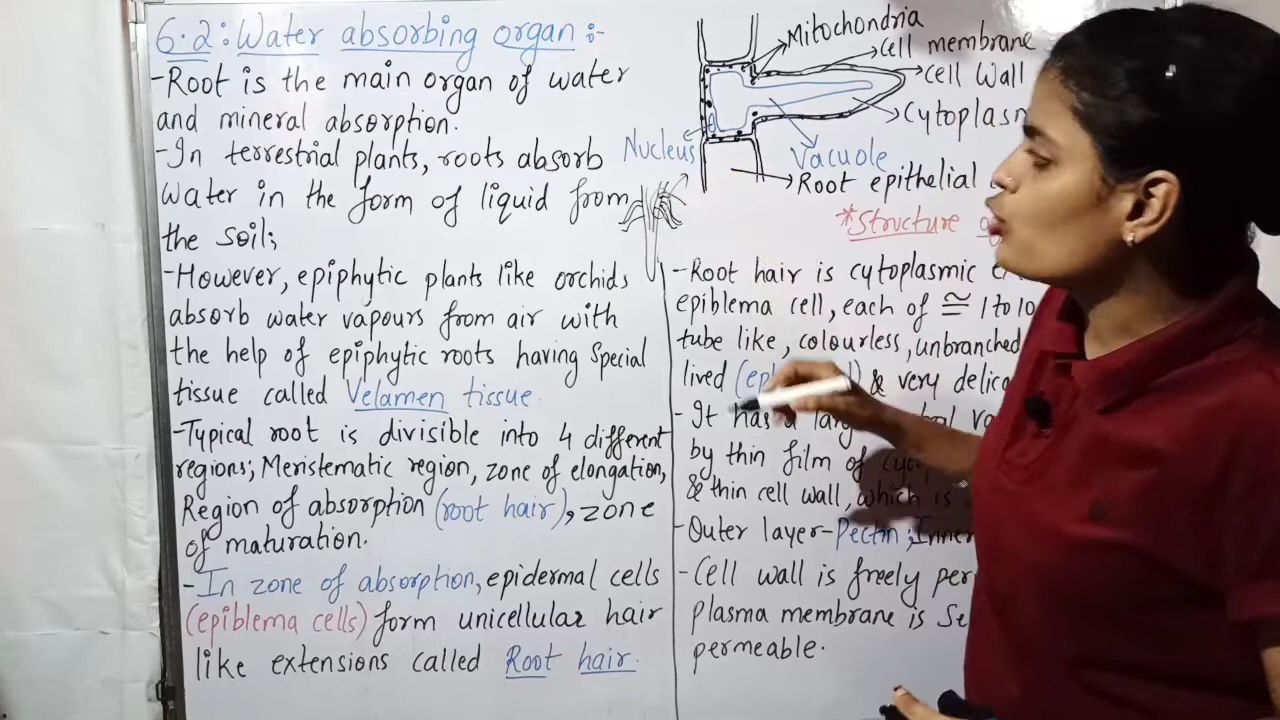 6.2: Water absorbing organ:-
-Root is the main organ of water
and mineral absorption.
-In terrestrial plants, roots absorb
water in the form of liquid from
the soil;
-However, epiphytic plants like orchids
absorb water vapours from air with
the help of epiphytic roots having Special
tissue called Velamen tissue.
-Typical root is divisible into 4 different
regions; Meristematic region, zone of elongation,
Region of absorption (root hair), zone
of maturation.
-In zone of absorption, epidermal cells
(epiblema cells) form unicellular hair
like extensions called Root hair.
Mitochondria
Cell membrane
Cell Wall
Cytoplasm
Nucleus
Vacuole
Root epithelial
*Structure
-Root hair is cytoplasmic
epiblema cell, each of ≅ 1 to 10
tube like, colourless, unbranched
lived & very
- It has a
by thin film of
& thin cell wall, which is
-Outer layer-Pectin; Inner
-Cell wall is freely
plasma membrane is
permeable.